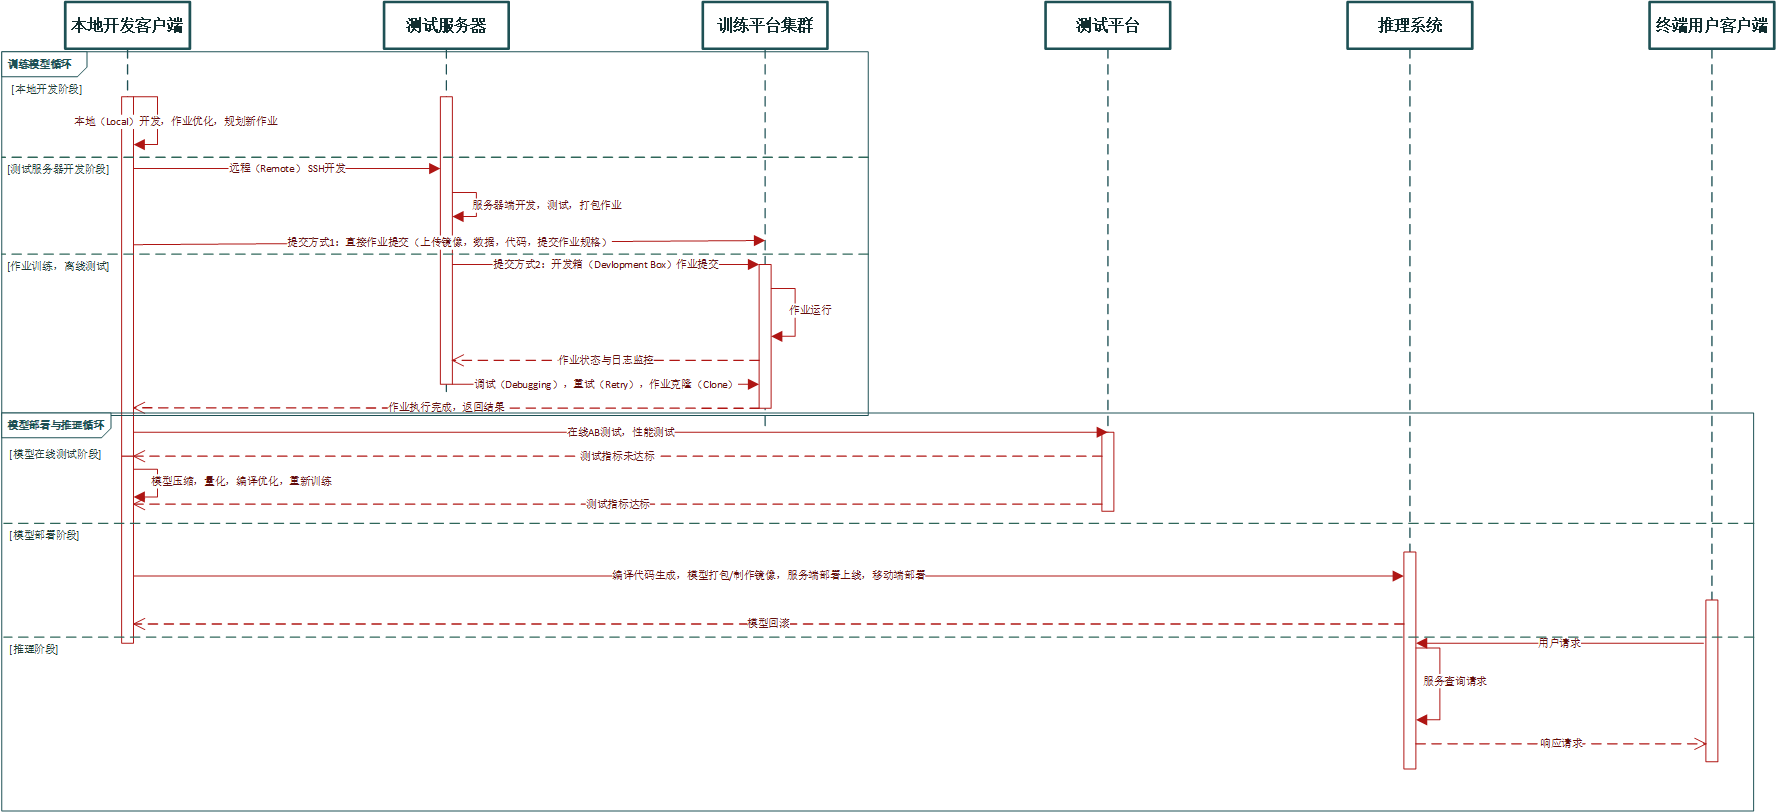 本地开发客户端
测试服务器
训练平台集群
测试平台
推理系统
终端用户客户端
训练模型循环
[本地开发阶段]
本地（Local）开发，作业优化，规划新作业
[测试服务器开发阶段]
远程（Remote） SSH开发
服务器端开发，测试，打包作业
提交方式1：直接作业提交（上传镜像，数据，代码，提交作业规格）
[作业训练，离线测试]
提交方式2：开发箱（Devlopment Box）作业提交
作业运行
作业状态与日志监控
调试（Debugging），重试（Retry），作业克隆（Clone）
作业执行完成，返回结果
模型部署与推理循环
在线AB测试，性能测试
[模型在线测试阶段]
测试指标未达标
模型压缩，量化，编译优化，重新训练
测试指标达标
[模型部署阶段]
编译代码生成，模型打包/制作镜像，服务端部署上线，移动端部署
模型回滚
[推理阶段]
用户请求
服务查询请求
响应请求